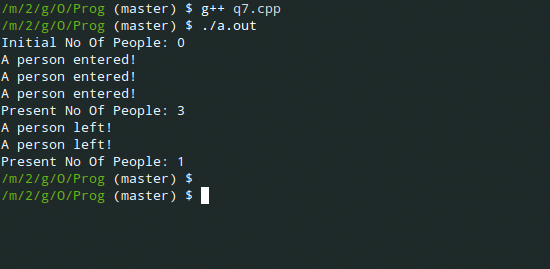 /m/2/g/O/Prog (master) $ g++ q7.cpp
/m/2/g/O/Prog (master) $ ./a.out
Initial No Of People: 0
A person entered!
A person entered!
A person entered!
Present No Of People: 3
A person left!
A person left!
Present No Of People: 1
/m/2/g/O/Prog (master) $
/m/2/g/O/Prog (master) $